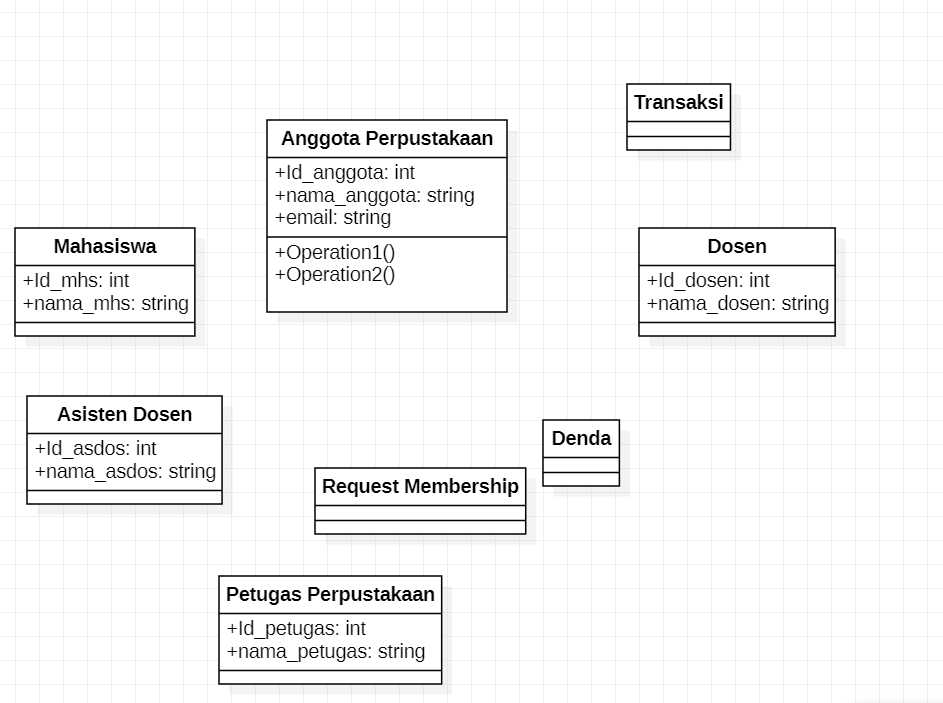 Transaksi
Anggota Perpustakaan
+Id_anggota: int
+nama_anggota: string
+email: string
+Operation1()
+Operation2()
Mahasiswa
+Id_mhs: int
+nama_mhs: string
Dosen
+Id_dosen: int
+nama_dosen: string
Asisten Dosen
+Id_asdos: int
+nama_asdos: string
Denda
Request Membership
Petugas Perpustakaan
+Id_petugas: int
+nama_petugas: string